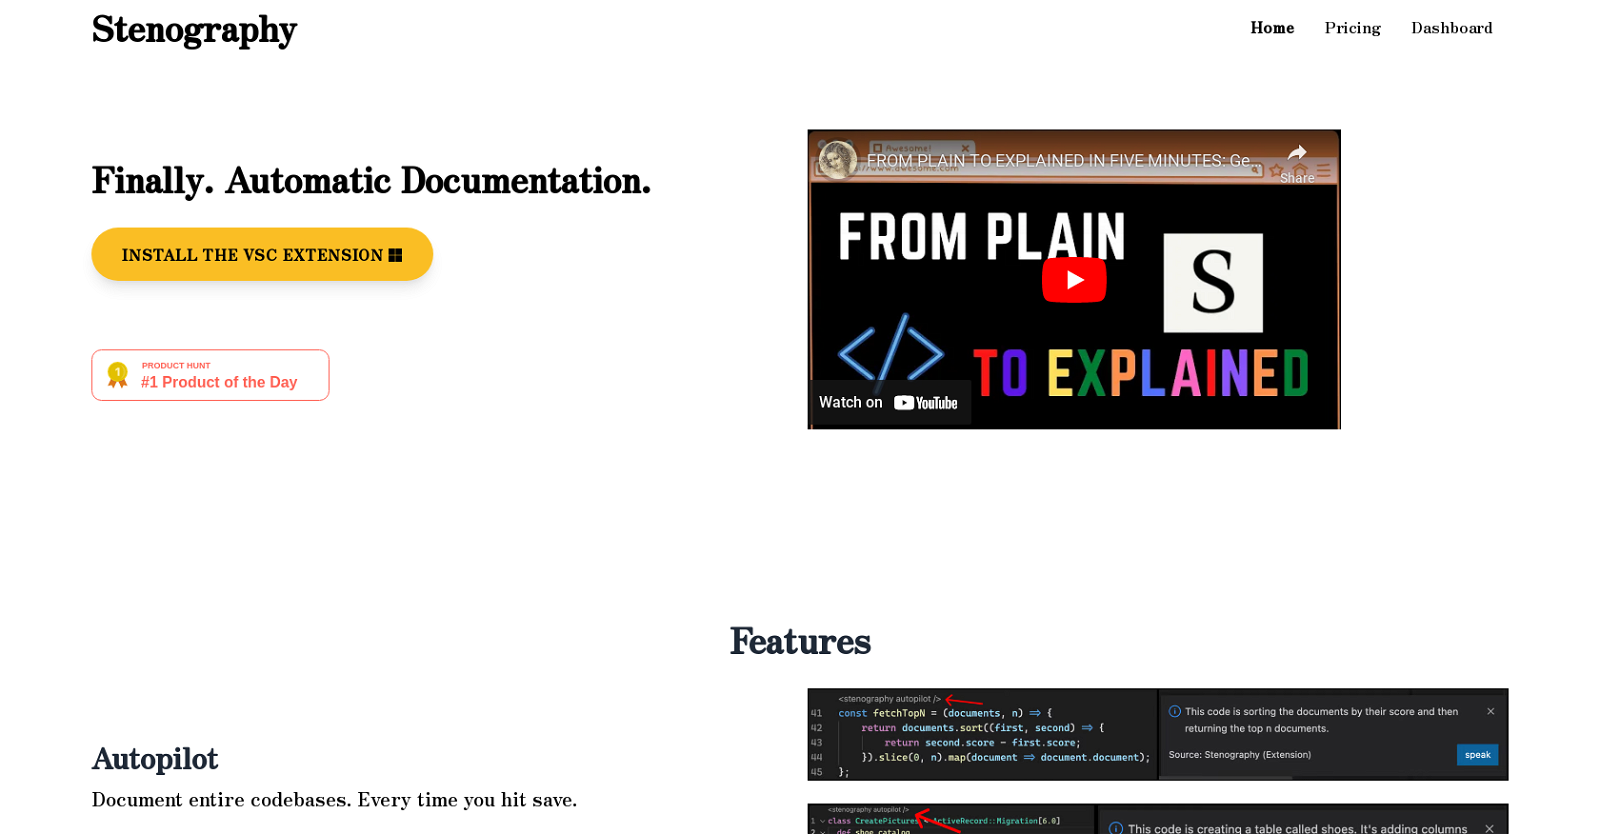 Stenography
Home
Pricing
Dashboard
Finally. Automatic Documentation.
INSTALL THE VSC EXTENSION
PRODUCT HUNT
#1 Product of the Day
1
Awesome!
FROM PLAIN TO EXPLAINED IN FIVE MINUTES: Ge...
Share
//www.awesome.com
FROM PLAIN
S
</>
TO EXPLAINED
Watch on YouTube
Features
<stenography autopilot />
41 const fetchTopN = (documents, n) => {
42 return documents.sort((first, second) => {
43 return second.score - first.score;
44 }).slice(0, n).map(document => document.document);
45 };
This code is sorting the documents by their score and then
returning the top n documents.
Source: Stenography (Extension)
speak
Autopilot
Document entire codebases. Every time you hit save.
<stenography autopilot />
1 class CreatePictures < ActiveRecord::Migration[6.0]
2 def shoe_catalog
This code is creating a table called shoes. It's adding columns